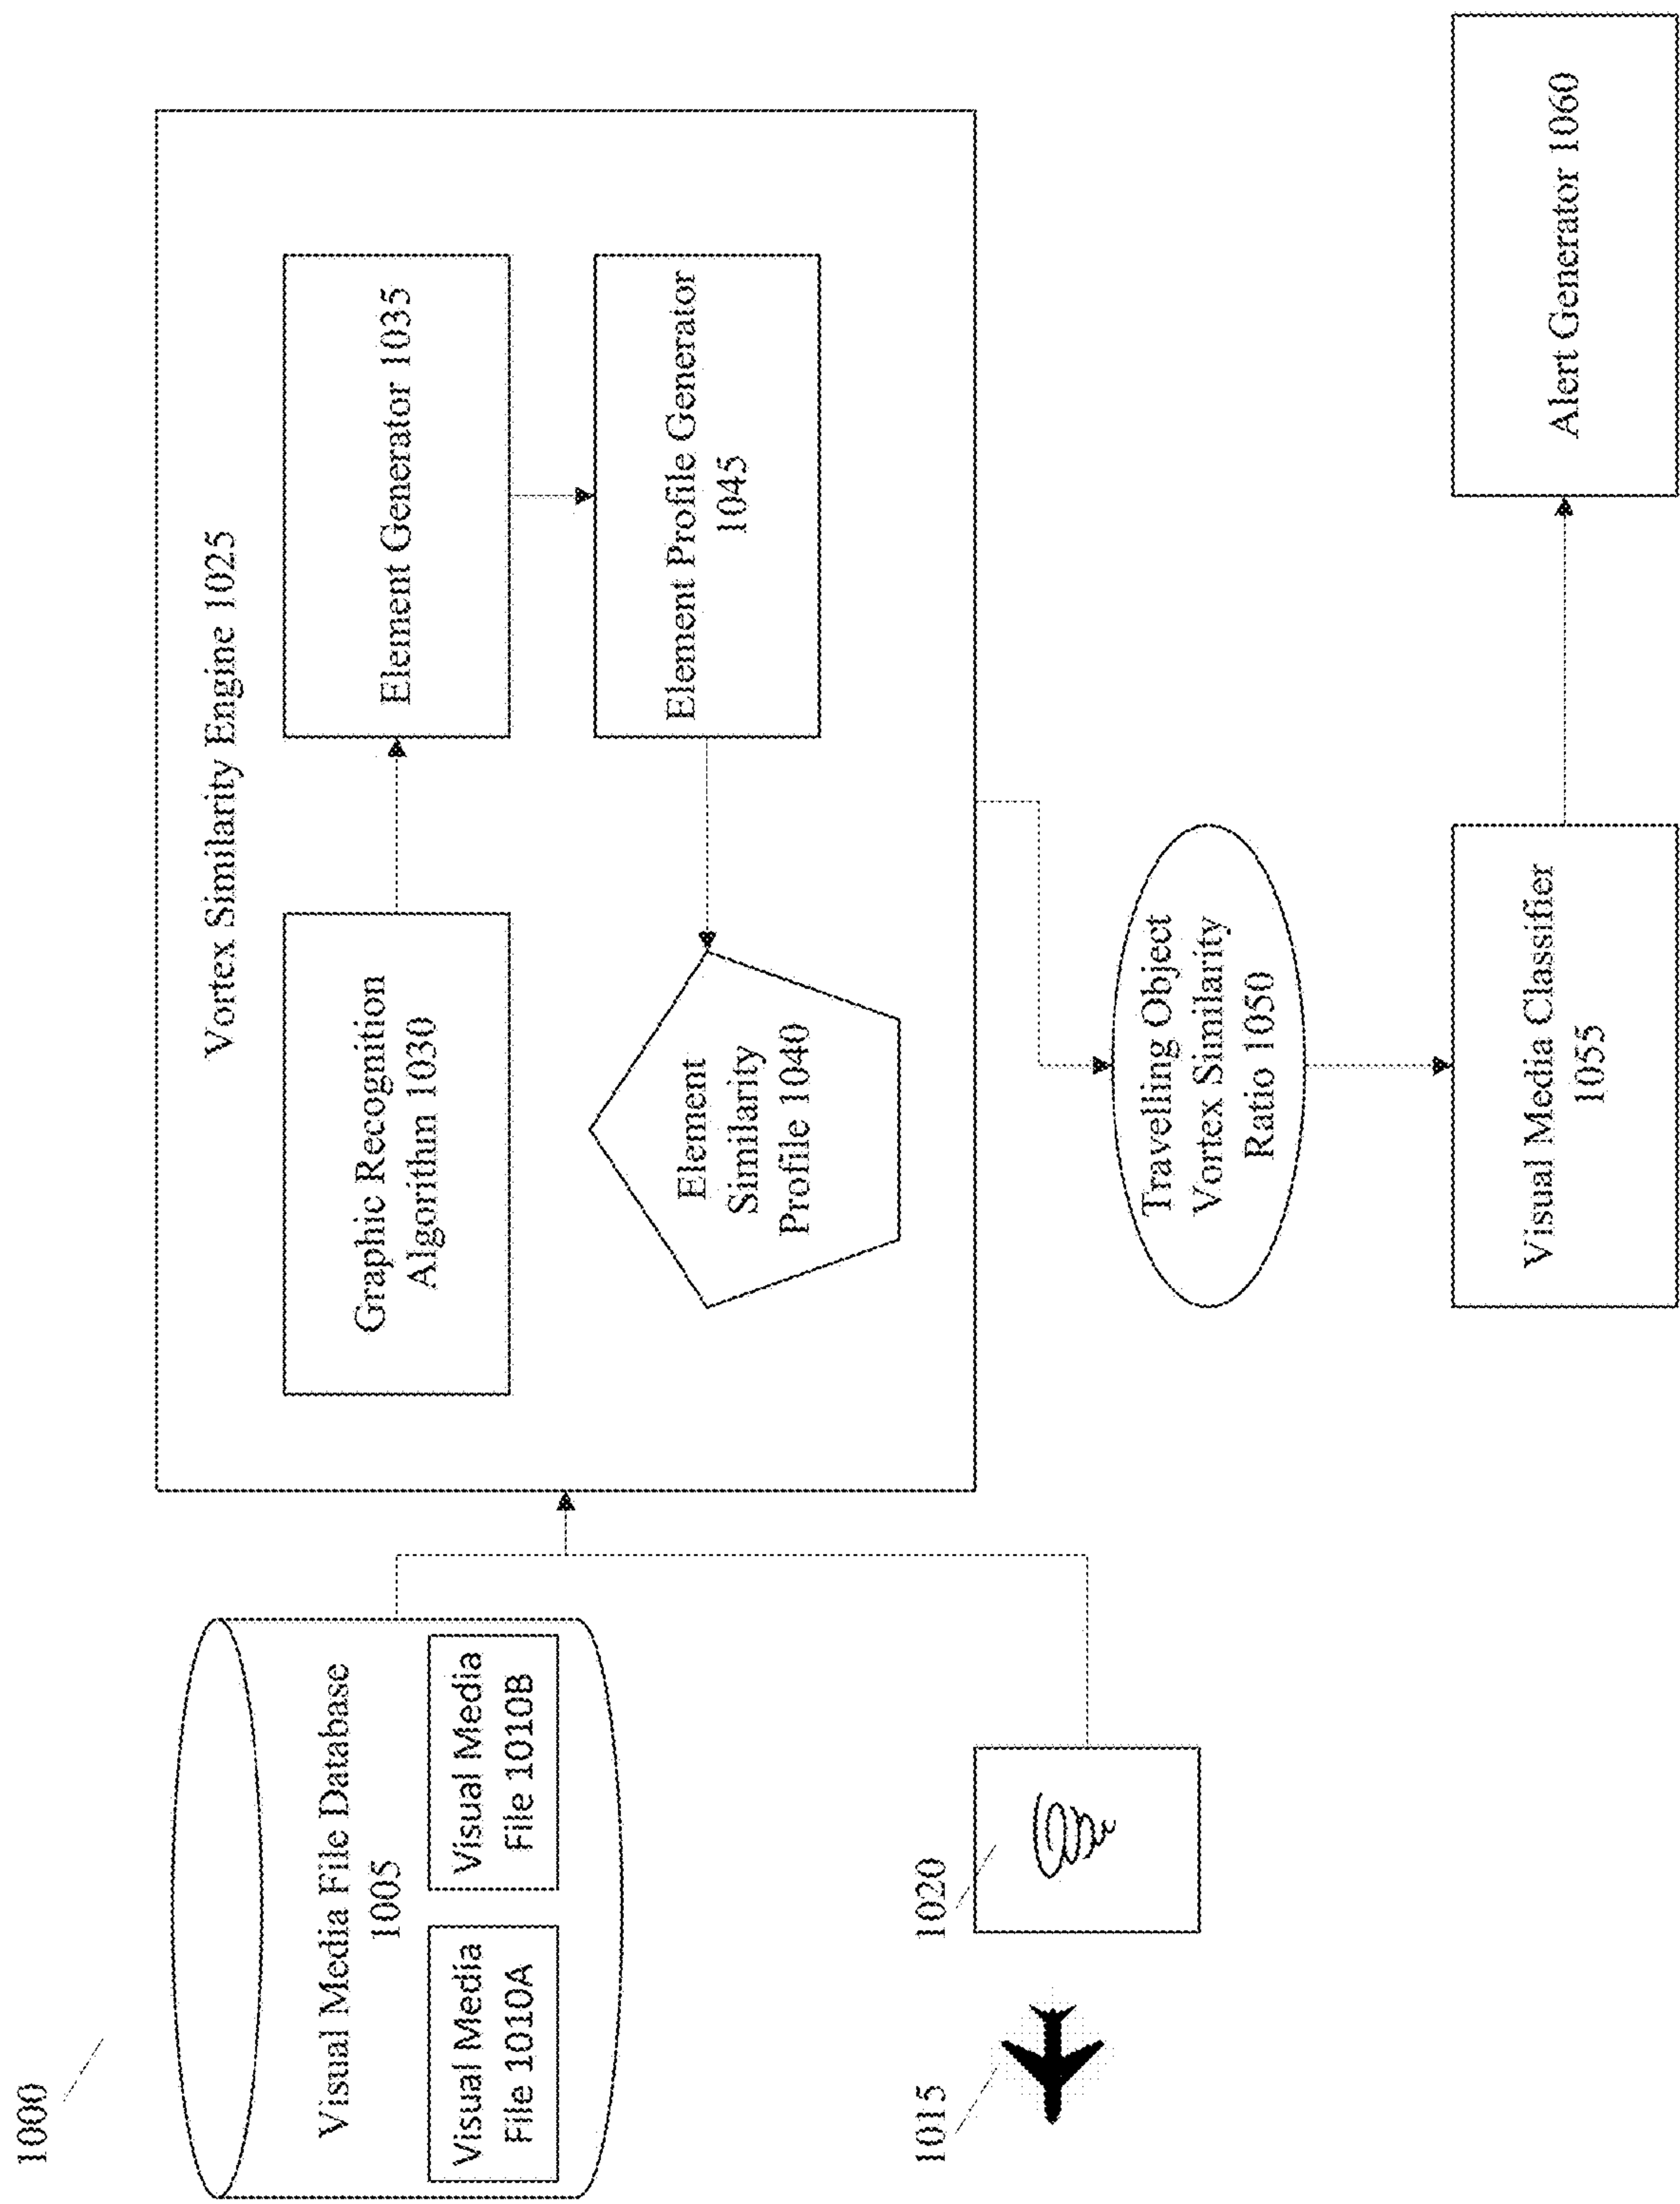 1000
Visual Media File Database
1005
Visual Media
File 1010A
Visual Media
File 1010B
1015
1020
Vortex Similarity Engine 1025
Graphic Recognition
Algorithm 1030
Element Generator 1035
Element
Similarity
Profile 1040
Element Profile Generator
1045
Travelling Object
Vortex Similarity
Ratio 1050
Visual Media Classifier
1055
Alert Generator 1060